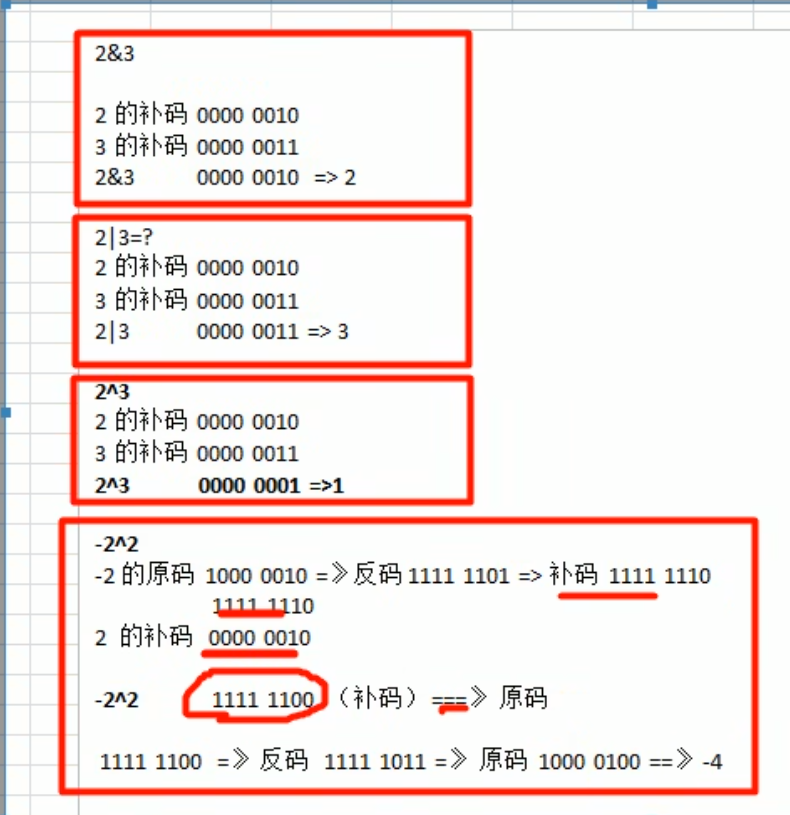 2&3
2 的补码 0000 0010
3 的补码 0000 0011
2&3 0000 0010 => 2
2|3=?
2 的补码 0000 0010
3 的补码 0000 0011
2|3 0000 0011 => 3
2^3
2 的补码 0000 0010
3 的补码 0000 0011
2^3 0000 0001 =>1
-2^2
-2 的原码 1000 0010 =》反码 1111 1101 => 补码 1111 1110
1111 1110
2 的补码 0000 0010
-2^2 1111 1100 （补码）===》 原码
1111 1100 =》 反码 1111 1011 =》 原码 1000 0100 ==》 -4